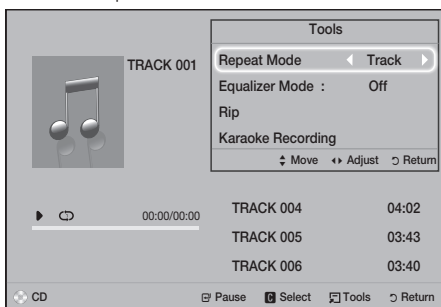 Tools
TRACK 001
Repeat Mode Track
Equalizer Mode : Off
Rip
Karaoke Recording
Move Adjust Return
00:00/00:00
TRACK 004 04:02
TRACK 005 03:43
TRACK 006 03:40
CD Pause C Select Tools Return